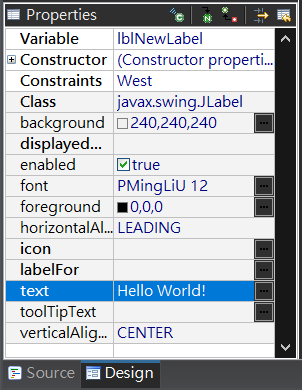 Properties
Variable lblNewLabel
Constructor (Constructor properti...
Constraints West
Class javax.swing.JLabel
background 240,240,240
displayed...
enabled true
font PMingLiU 12
foreground 0,0,0
horizontalAl... LEADING
icon
labelFor
text Hello World!
toolTipText
verticalAlig... CENTER
Source Design